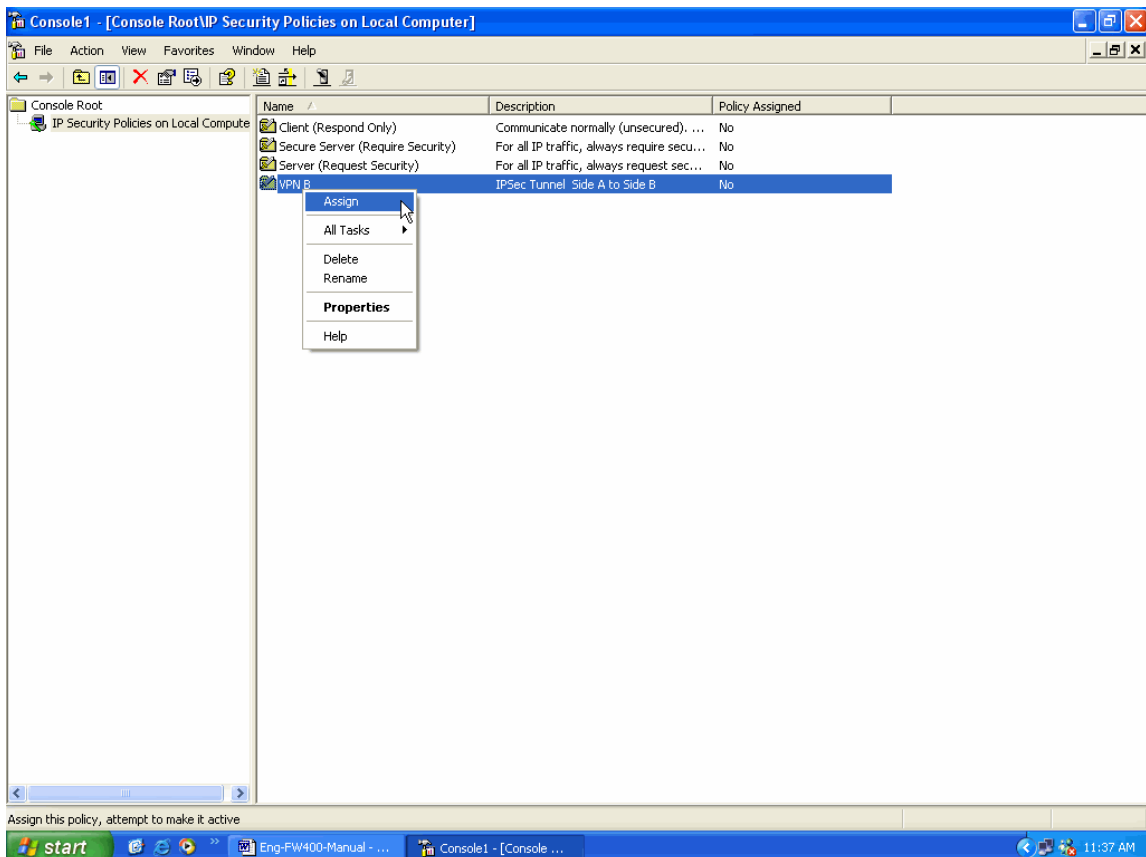 Console1 - [Console Root\IP Security Policies on Local Computer]
File Action View Favorites Window Help
Console Root
IP Security Policies on Local Compute
Name Description Policy Assigned
Client (Respond Only) Communicate normally (unsecured). ... No
Secure Server (Require Security) For all IP traffic, always require secu... No
Server (Request Security) For all IP traffic, always request sec... No
VPN B IPSec Tunnel Side A to Side B No
Assign
All Tasks
Delete
Rename
Properties
Help
Assign this policy, attempt to make it active
start Eng-FW400-Manual - ... Console1 - [Console ... 11:37 AM